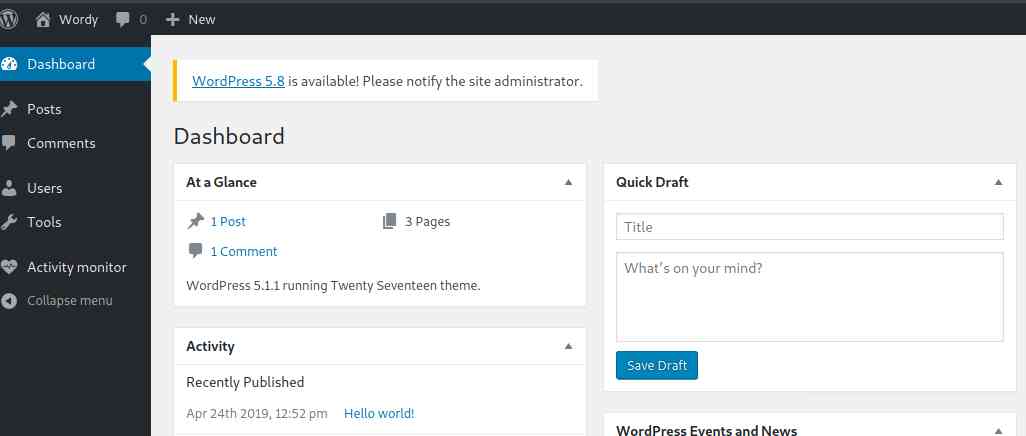 Wordy 0 New
Dashboard
Posts
Comments
Users
Tools
Activity monitor
Collapse menu
WordPress 5.8 is available! Please notify the site administrator.
Dashboard
At a Glance
1 Post 3 Pages
1 Comment
WordPress 5.1.1 running Twenty Seventeen theme.
Activity
Recently Published
Apr 24th 2019, 12:52 pm Hello world!
Quick Draft
Title
What's on your mind?
Save Draft
WordPress Events and News